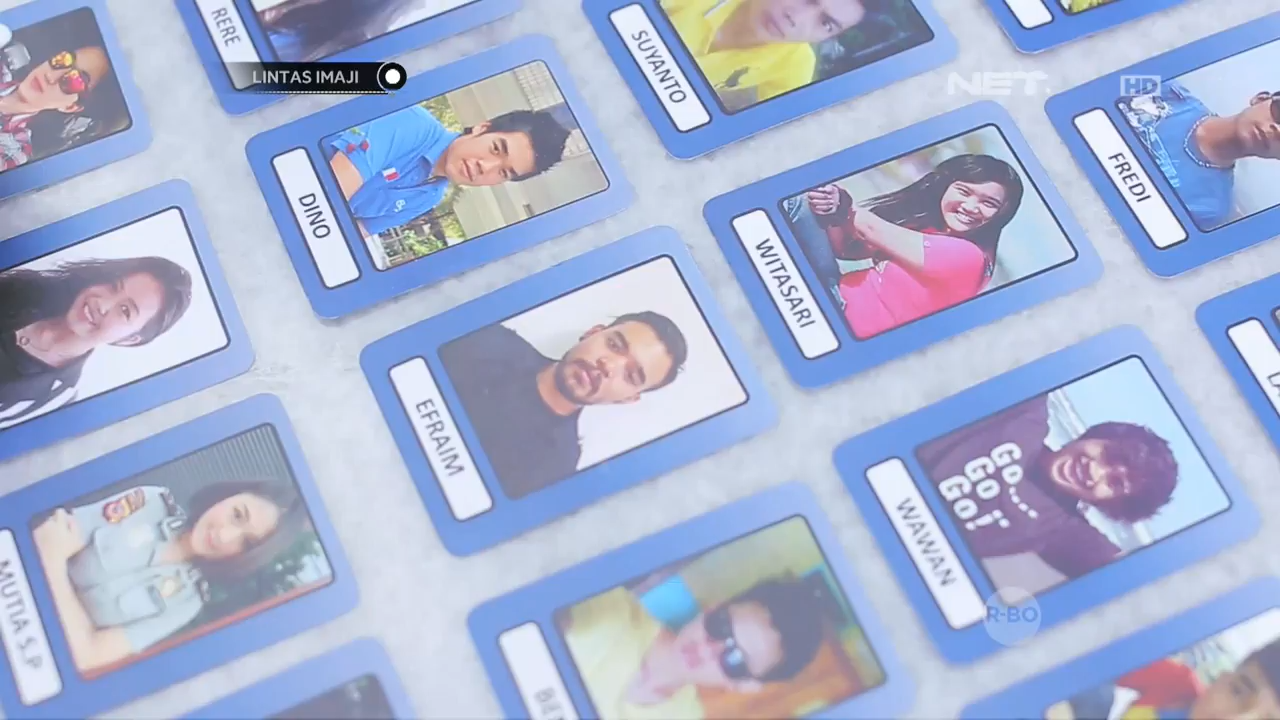 RERE
SUYANTO
LINTAS IMAJI
NET.
HD
DINO
FREDI
WITASARI
EFRAIM
GO...
GO..
GO!
WAWAN
MUTIA S.P
R-BO